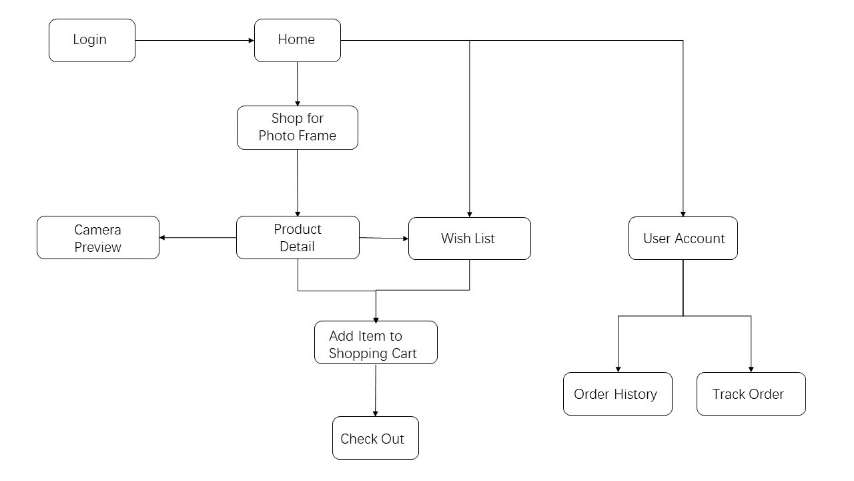 Login
Home
Shop for
Photo Frame
Camera
Preview
Product
Detail
Wish List
User Account
Add Item to
Shopping Cart
Order History
Track Order
Check Out